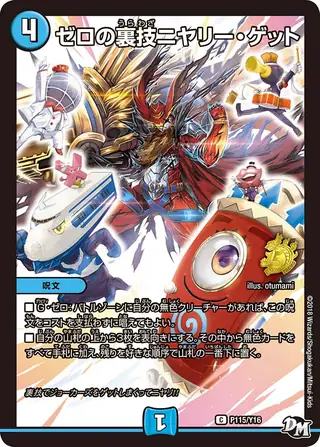 4
うらわざ
ゼロの裏技ニヤリー・ゲット
illus. otumami
呪文
■G・ゼロ:バトルゾーンに自分の無色クリーチャーがあれば、この呪
文をコストを支払わずに唱えてもよい。
■自分の山札の上から3枚を表向きにする。その中から無色カードを
すべて手札に加え、残りを好きな順序で山札の一番下に置く。
裏技でジョーカーズをゲットしまくってニヤリ!!
©2018 Wizards/Shogakukan/Mitsui-Kids
C P115/Y16
1
DM